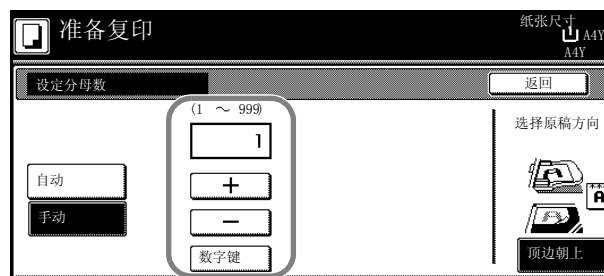 准备复印
纸张尺寸
1 A4Y
A4Y
设定分母数
返回
(1 ～ 999)
1
选择原稿方向
自动
+
手动
−
A
数字键
顶边朝上